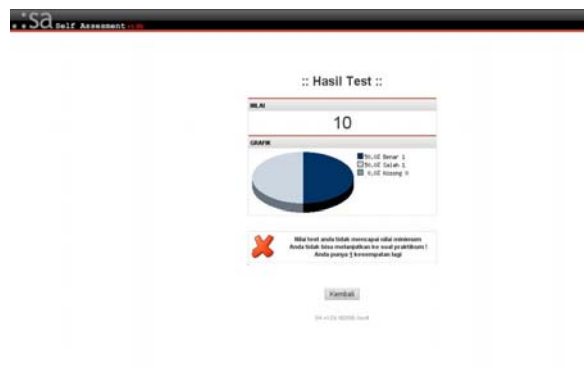 sa Self Assesment
:: Hasil Test ::
NILAI
10
GRAFIK
50,0% Benar 1
50,0% Salah 1
0,0% Kosong 0
Nilai test anda tidak mencapai nilai minimum
Anda tidak bisa melanjutkan ke soal praktikum !
Anda punya 1 kesempatan lagi
Kembali